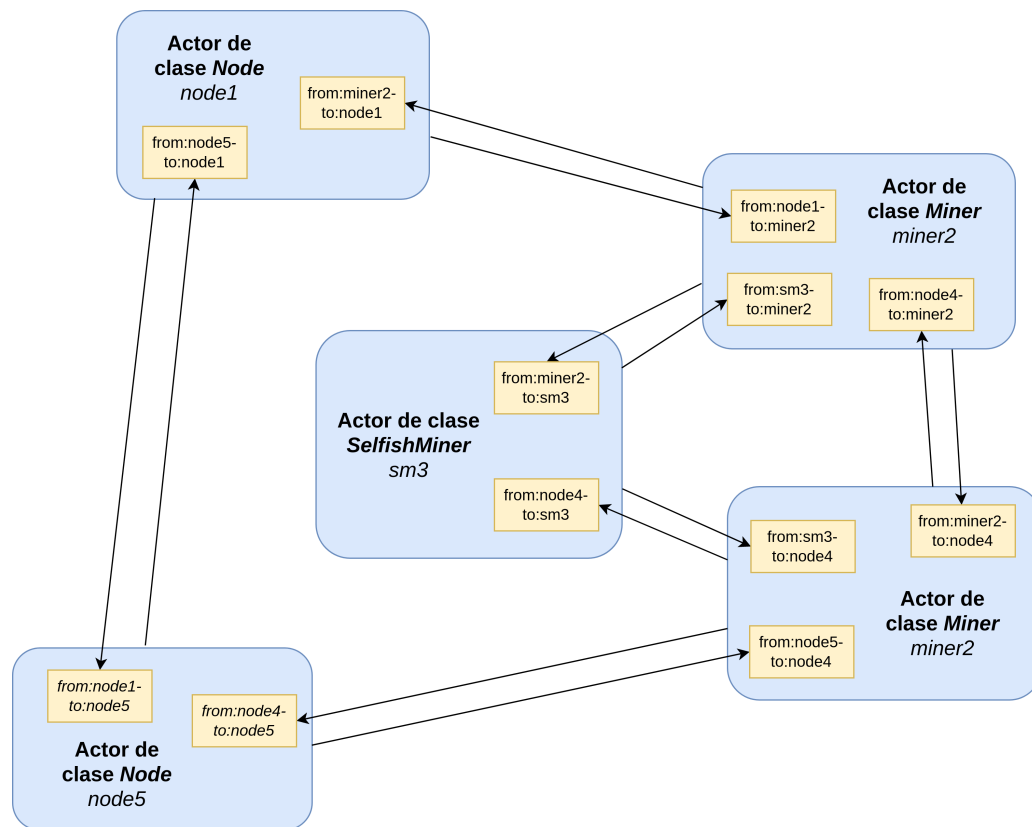 Actor de
clase Node
node1
from:miner2-
to:node1
from:node5-
to:node1
from:node1-
to:miner2
Actor de
clase Miner
miner2
from:sm3-
to:miner2
from:node4-
to:miner2
from:miner2-
to:sm3
Actor de clase
SelfishMiner
sm3
from:node4-
to:sm3
from:miner2-
to:node4
from:sm3-
to:node4
Actor de
clase Miner
miner2
from:node5-
to:node4
from:node1-
to:node5
from:node4-
to:node5
Actor de
clase Node
node5